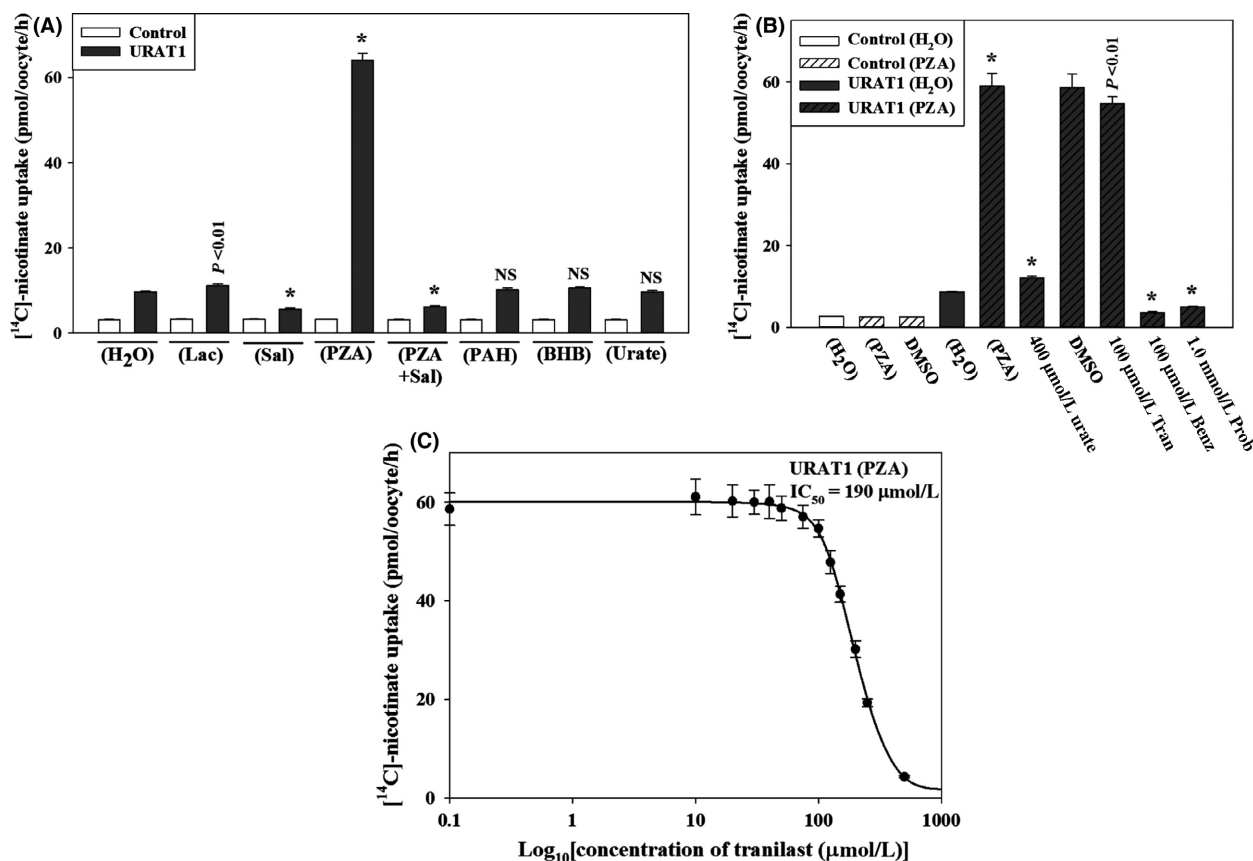 (A)
Control
URAT1
[¹⁴C]-nicotinate uptake (pmol/oocyte/h)
60
40
20
0
P <0.01
*
*
*
NS
NS
NS
(H₂O)
(Lac)
(Sal)
(PZA)
(PZA
+Sal)
(PAH)
(BHB)
(Urate)
(B)
Control (H₂O)
Control (PZA)
URAT1 (H₂O)
URAT1 (PZA)
[¹⁴C]-nicotinate uptake (pmol/oocyte/h)
80
60
40
20
0
*
*
P <0.01
*
*
(H₂O)
(PZA)
DMSO
(H₂O)
(PZA)
400 μmol/L urate
DMSO
100 μmol/L Tran
100 μmol/L Benz
1.0 mmol/L Prob
(C)
URAT1 (PZA)
IC₅₀ = 190 μmol/L
[¹⁴C]-nicotinate uptake (pmol/oocyte/h)
60
40
20
0
0.1
1
10
100
1000
Log₁₀[concentration of tranilast (μmol/L)]